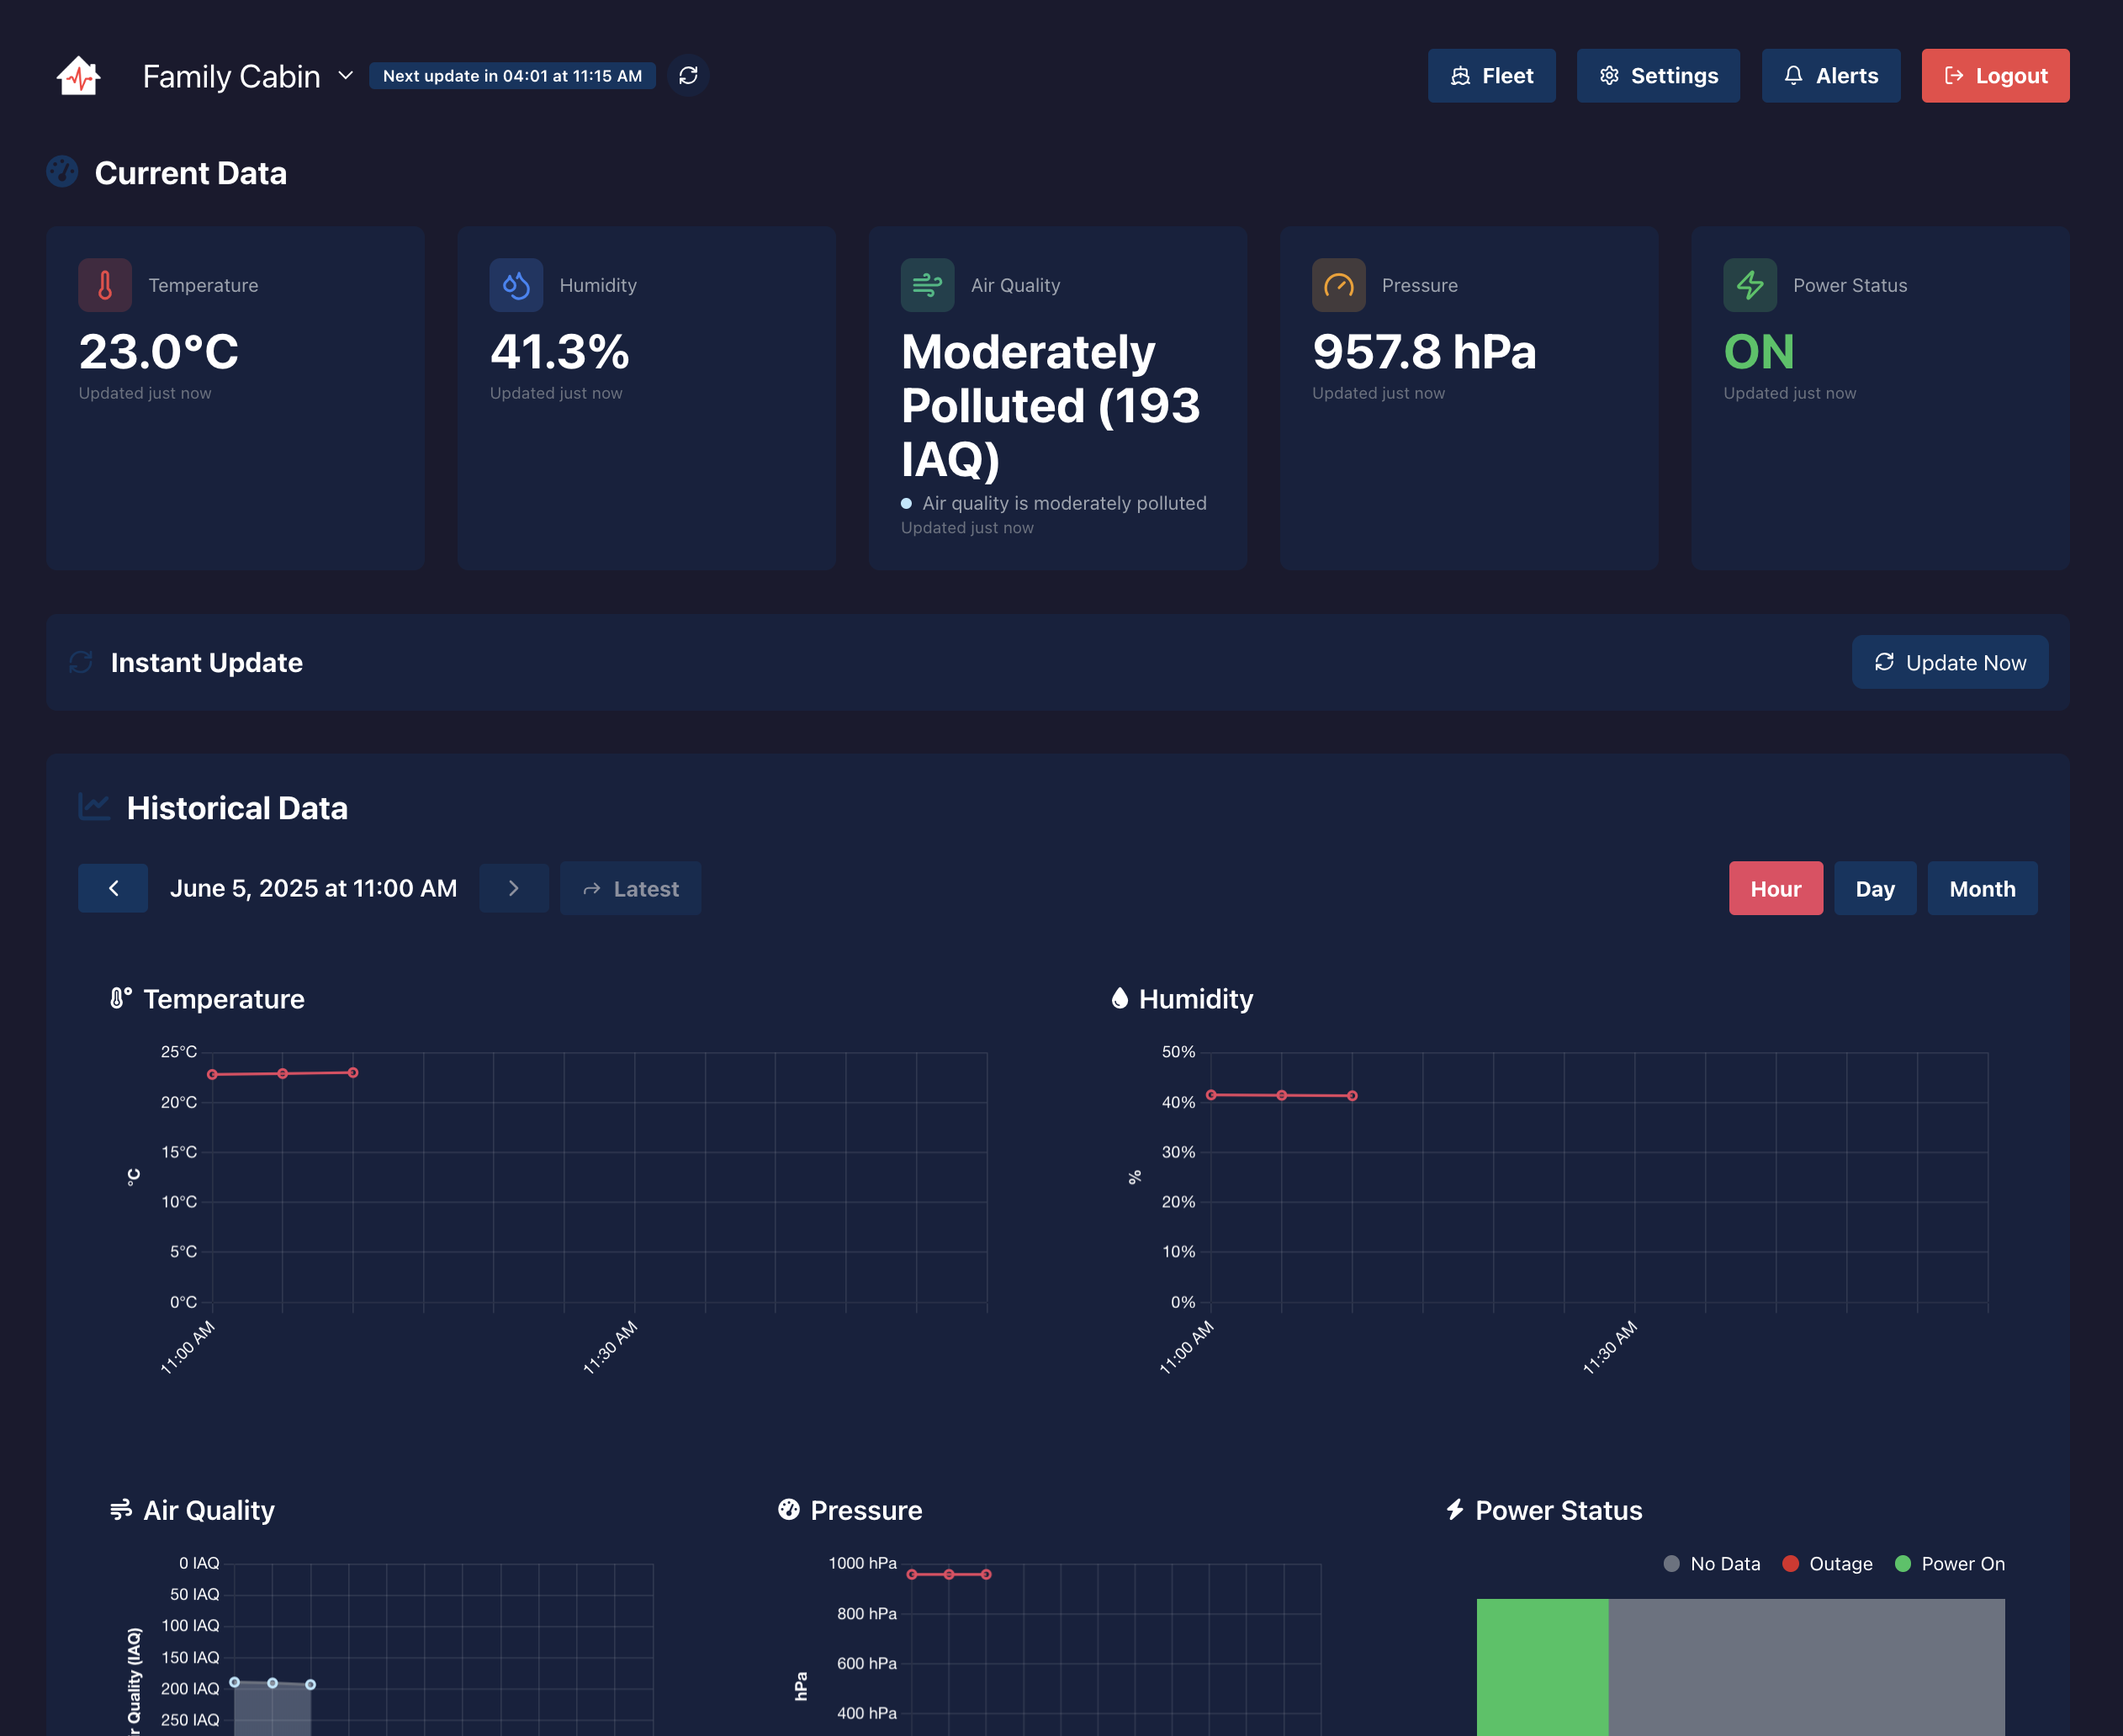 Family Cabin
Next update in 04:01 at 11:15 AM
Fleet
Settings
Alerts
Logout
Current Data
Temperature
23.0°C
Updated just now
Humidity
41.3%
Updated just now
Air Quality
Moderately
Polluted (193
IAQ)
Air quality is moderately polluted
Updated just now
Pressure
957.8 hPa
Updated just now
Power Status
ON
Updated just now
Instant Update
Update Now
Historical Data
June 5, 2025 at 11:00 AM
Latest
Hour
Day
Month
Temperature
25°C
20°C
15°C
10°C
5°C
0°C
°C
11:00 AM
11:30 AM
Humidity
50%
40%
30%
20%
10%
0%
%
11:00 AM
11:30 AM
Air Quality
0 IAQ
50 IAQ
100 IAQ
150 IAQ
200 IAQ
250 IAQ
r Quality (IAQ)
Pressure
1000 hPa
800 hPa
600 hPa
400 hPa
hPa
Power Status
No Data
Outage
Power On